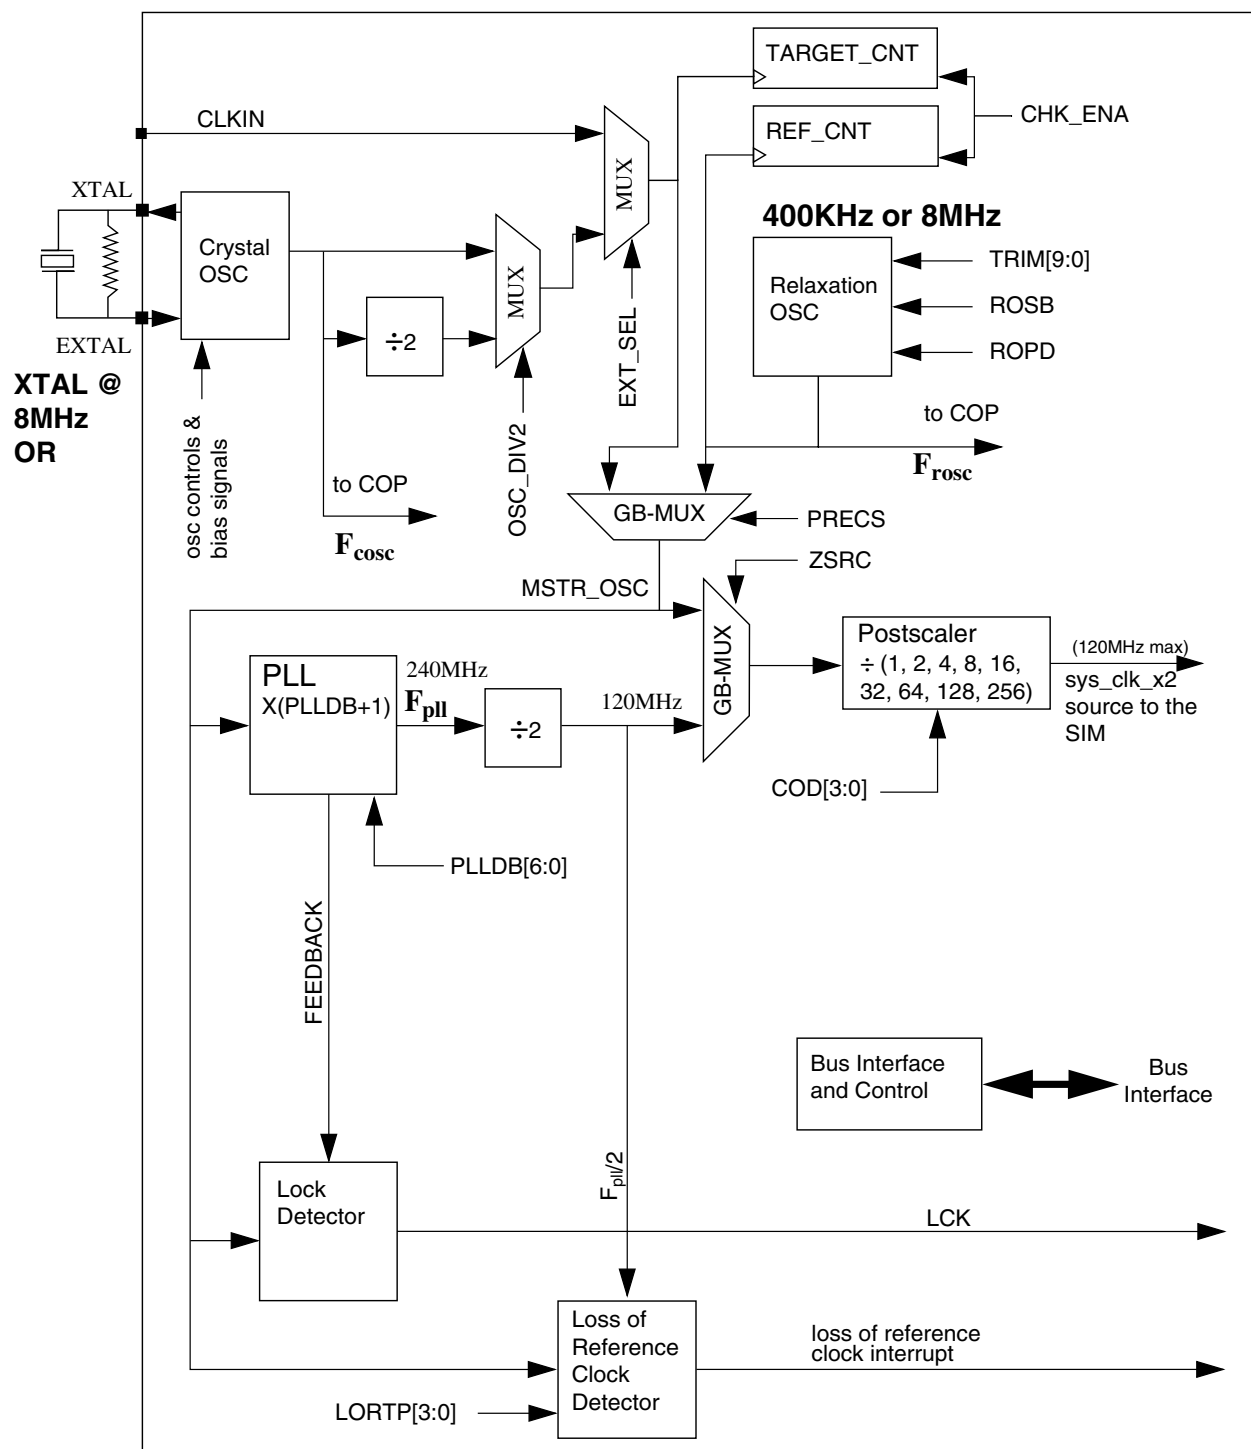 TARGET_CNT
CLKIN
CHK_ENA
REF_CNT
MUX
XTAL
400KHz or 8MHz
Crystal
OSC
MUX
TRIM[9:0]
Relaxation
OSC
ROSB
÷2
EXTAL
ROPD
EXT_SEL
XTAL @
8MHz
OR
to COP
F_rosc
osc controls &
bias signals
OSC_DIV2
to COP
F_cosc
GB-MUX
PRECS
ZSRC
MSTR_OSC
GB-MUX
Postscaler
÷ (1, 2, 4, 8, 16,
32, 64, 128, 256)
(120MHz max)
sys_clk_x2
source to the
SIM
PLL
X(PLLDB+1)
240MHz
F_pll
÷2
120MHz
COD[3:0]
PLLDB[6:0]
FEEDBACK
Bus Interface
and Control
Bus
Interface
F_pll/2
Lock
Detector
LCK
Loss of
Reference
Clock
Detector
loss of reference
clock interrupt
LORTP[3:0]